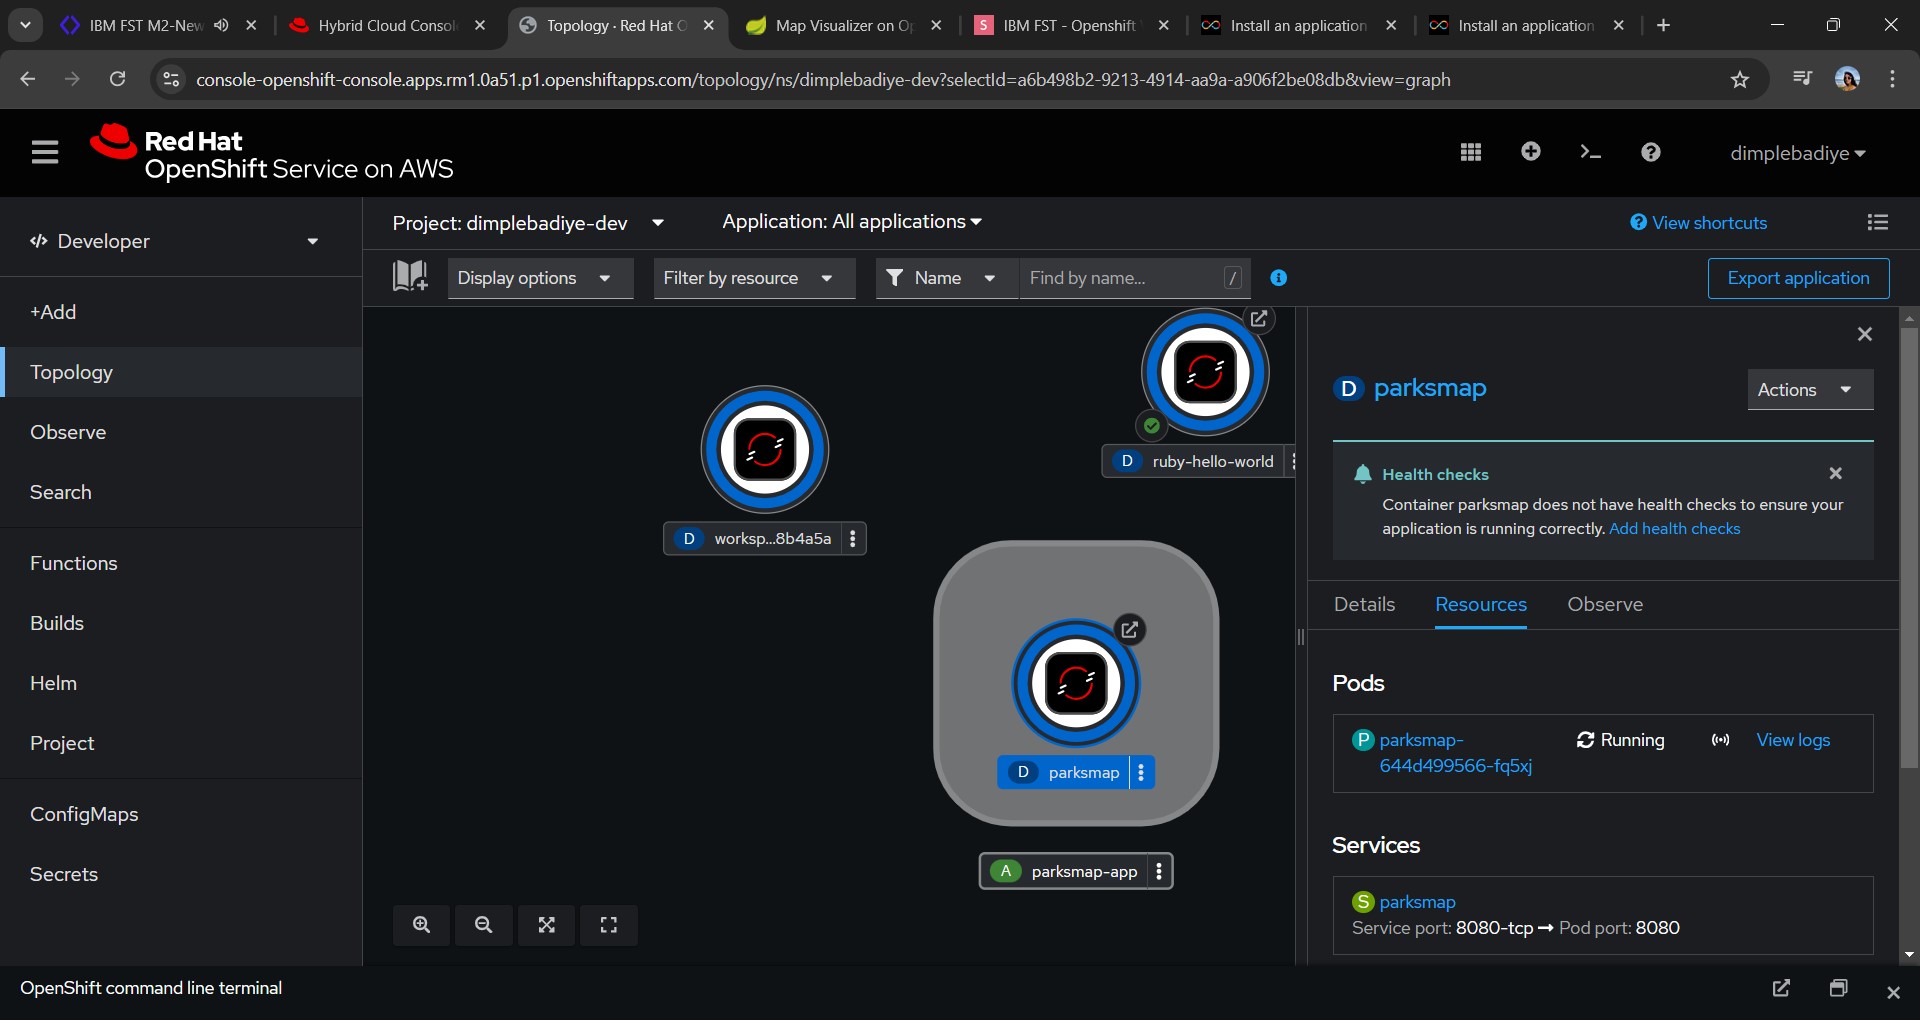 IBM FST M2-New
Hybrid Cloud Consol
Topology · Red Hat O
Map Visualizer on Op
IBM FST - Openshift
Install an application
Install an application
console-openshift-console.apps.rm1.0a51.p1.openshiftapps.com/topology/ns/dimplebadiye-dev?selectId=a6b498b2-9213-4914-aa9a-a906f2be08db&view=graph
Red Hat
OpenShift Service on AWS
dimplebadiye
Developer
Project: dimplebadiye-dev
Application: All applications
View shortcuts
Display options
Filter by resource
Name
Find by name...
/
Export application
+Add
Topology
Observe
Search
Functions
Builds
Helm
Project
ConfigMaps
Secrets
D ruby-hello-world
D worksp...8b4a5a
D parksmap
A parksmap-app
D parksmap
Actions
Health checks
Container parksmap does not have health checks to ensure your
application is running correctly. Add health checks
Details
Resources
Observe
Pods
P parksmap-
644d499566-fq5xj
Running
View logs
Services
S parksmap
Service port: 8080-tcp → Pod port: 8080
OpenShift command line terminal